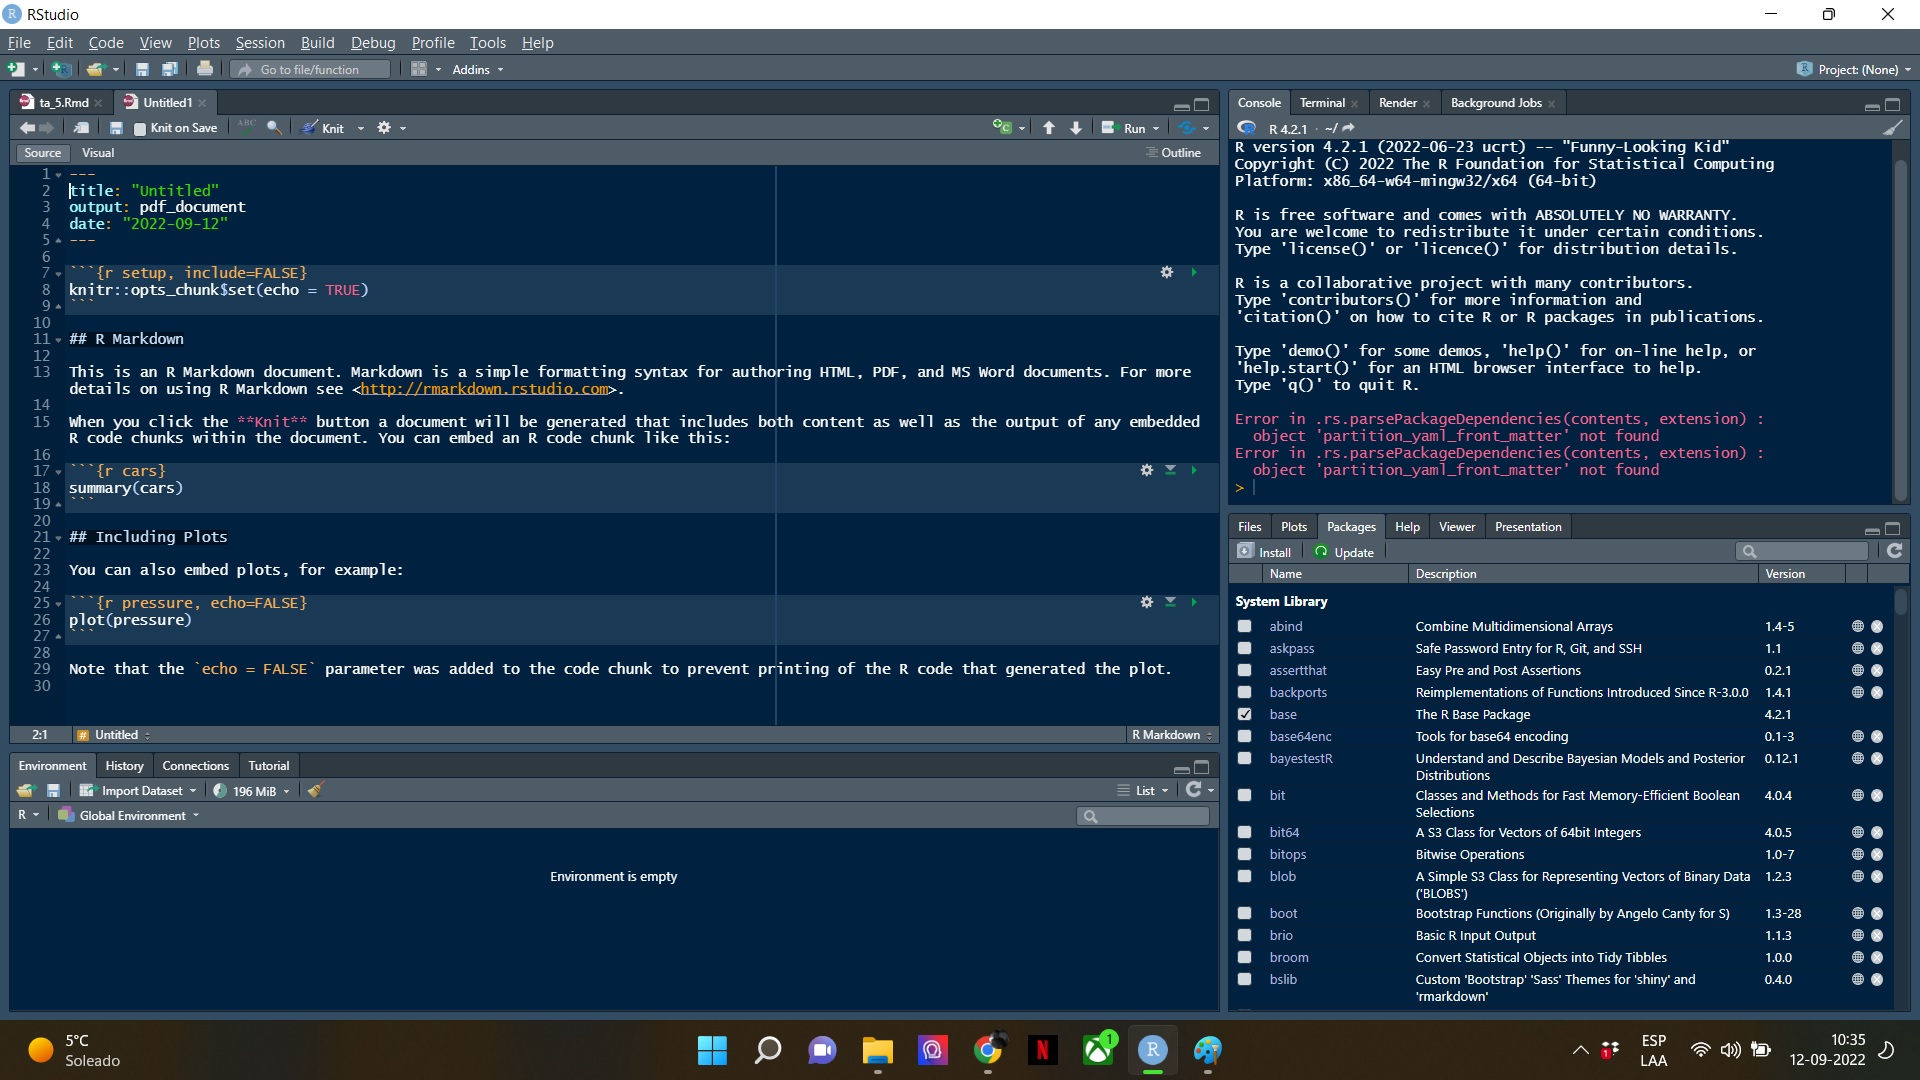 RStudio
File Edit Code View Plots Session Build Debug Profile Tools Help
Go to file/function Addins Project: (None)
ta_5.Rmd Untitled1
Knit on Save ABC Knit Run
Source Visual Outline
1 ---
2 title: "Untitled"
3 output: pdf_document
4 date: "2022-09-12"
5 ---
6
7 ```{r setup, include=FALSE}
8 knitr::opts_chunk$set(echo = TRUE)
9 ```
10
11 ## R Markdown
12
13 This is an R Markdown document. Markdown is a simple formatting syntax for authoring HTML, PDF, and MS Word documents. For more
details on using R Markdown see <http://rmarkdown.rstudio.com>.
14
15 When you click the **Knit** button a document will be generated that includes both content as well as the output of any embedded
R code chunks within the document. You can embed an R code chunk like this:
16
17 ```{r cars}
18 summary(cars)
19 ```
20
21 ## Including Plots
22
23 You can also embed plots, for example:
24
25 ```{r pressure, echo=FALSE}
26 plot(pressure)
27 ```
28
29 Note that the `echo = FALSE` parameter was added to the code chunk to prevent printing of the R code that generated the plot.
30
2:1 # Untitled R Markdown
Environment History Connections Tutorial
Import Dataset 196 MiB List
R Global Environment
Environment is empty
Console Terminal Render Background Jobs
R 4.2.1 · ~/
R version 4.2.1 (2022-06-23 ucrt) -- "Funny-Looking Kid"
Copyright (C) 2022 The R Foundation for Statistical Computing
Platform: x86_64-w64-mingw32/x64 (64-bit)
R is free software and comes with ABSOLUTELY NO WARRANTY.
You are welcome to redistribute it under certain conditions.
Type 'license()' or 'licence()' for distribution details.
R is a collaborative project with many contributors.
Type 'contributors()' for more information and
'citation()' on how to cite R or R packages in publications.
Type 'demo()' for some demos, 'help()' for on-line help, or
'help.start()' for an HTML browser interface to help.
Type 'q()' to quit R.
Error in .rs.parsePackageDependencies(contents, extension) :
object 'partition_yaml_front_matter' not found
Error in .rs.parsePackageDependencies(contents, extension) :
object 'partition_yaml_front_matter' not found
>
Files Plots Packages Help Viewer Presentation
Install Update
Name Description Version
System Library
abind Combine Multidimensional Arrays 1.4-5
askpass Safe Password Entry for R, Git, and SSH 1.1
assertthat Easy Pre and Post Assertions 0.2.1
backports Reimplementations of Functions Introduced Since R-3.0.0 1.4.1
base The R Base Package 4.2.1
base64enc Tools for base64 encoding 0.1-3
bayestestR Understand and Describe Bayesian Models and Posterior 0.12.1
Distributions
bit Classes and Methods for Fast Memory-Efficient Boolean 4.0.4
Selections
bit64 A S3 Class for Vectors of 64bit Integers 4.0.5
bitops Bitwise Operations 1.0-7
blob A Simple S3 Class for Representing Vectors of Binary Data 1.2.3
('BLOBS')
boot Bootstrap Functions (Originally by Angelo Canty for S) 1.3-28
brio Basic R Input Output 1.1.3
broom Convert Statistical Objects into Tidy Tibbles 1.0.0
bslib Custom 'Bootstrap' 'Sass' Themes for 'shiny' and 0.4.0
'rmarkdown'
5°C
Soleado
N
1
R
1
ESP
LAA
10:35
12-09-2022